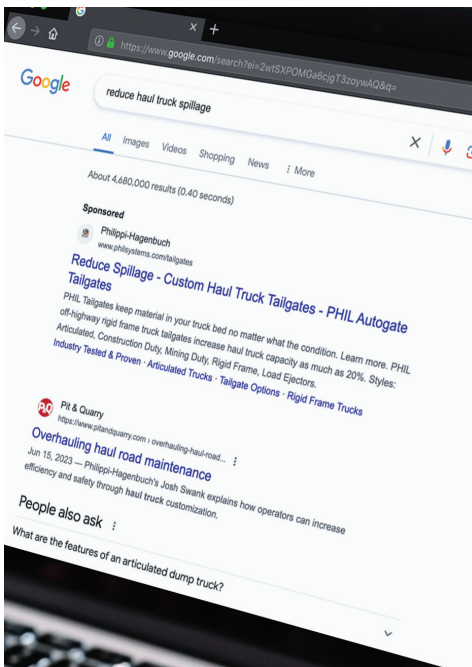 https://www.google.com/search?ei=2wtSXPOMGa6cjgT3zoywAQ&q=
Google
reduce haul truck spillage
All Images Videos Shopping News More
About 4,680,000 results (0.40 seconds)
Sponsored
Philippi-Hagenbuch
www.philsystems.com/tailgates
Reduce Spillage - Custom Haul Truck Tailgates - PHIL Autogate
Tailgates
PHIL Tailgates keep material in your truck bed no matter what the condition. Learn more. PHIL
off-highway rigid frame truck tailgates increase haul truck capacity as much as 20%. Styles:
Articulated, Construction Duty, Mining Duty, Rigid Frame, Load Ejectors.
Industry Tested & Proven · Articulated Trucks · Tailgate Options · Rigid Frame Trucks
PQ
Pit & Quarry
https://www.pitandquarry.com › overhauling-haul-road...
Overhauling haul road maintenance
Jun 15, 2023 — Philippi-Hagenbuch's Josh Swank explains how operators can increase
efficiency and safety through haul truck customization.
People also ask
What are the features of an articulated dump truck?